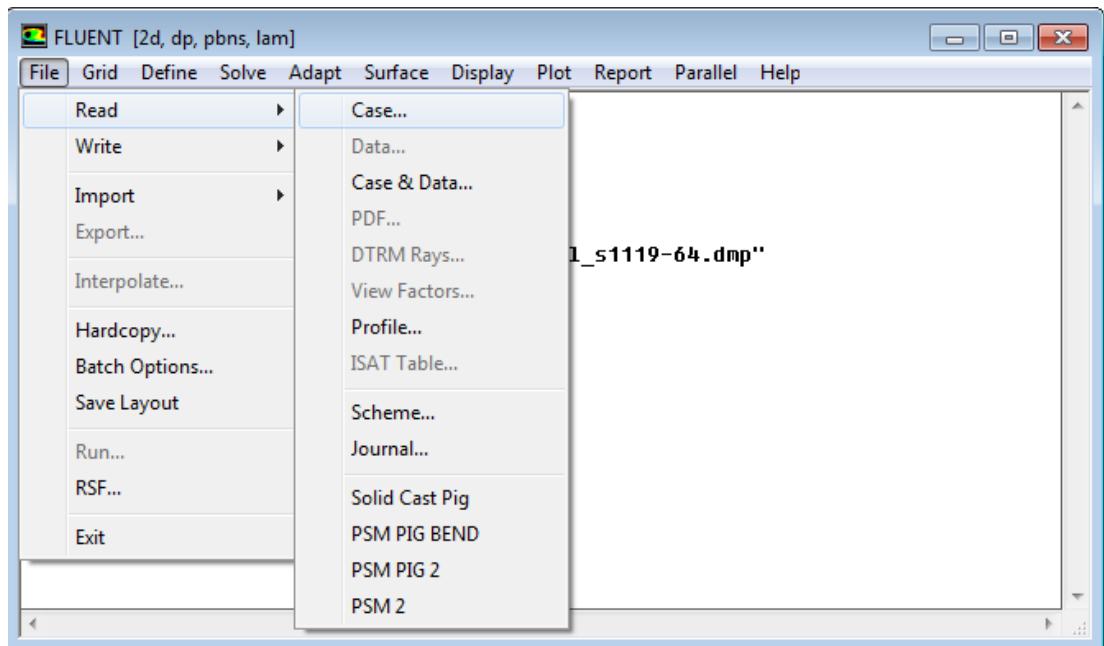 FLUENT [2d, dp, pbns, lam]
File Grid Define Solve Adapt Surface Display Plot Report Parallel Help
Read
Write
Import
Export...
Interpolate...
Hardcopy...
Batch Options...
Save Layout
Run...
RSF...
Exit
Case...
Data...
Case & Data...
PDF...
DTRM Rays...
View Factors...
Profile...
ISAT Table...
Scheme...
Journal...
Solid Cast Pig
PSM PIG BEND
PSM PIG 2
PSM 2
l_s1119-64.dmp"